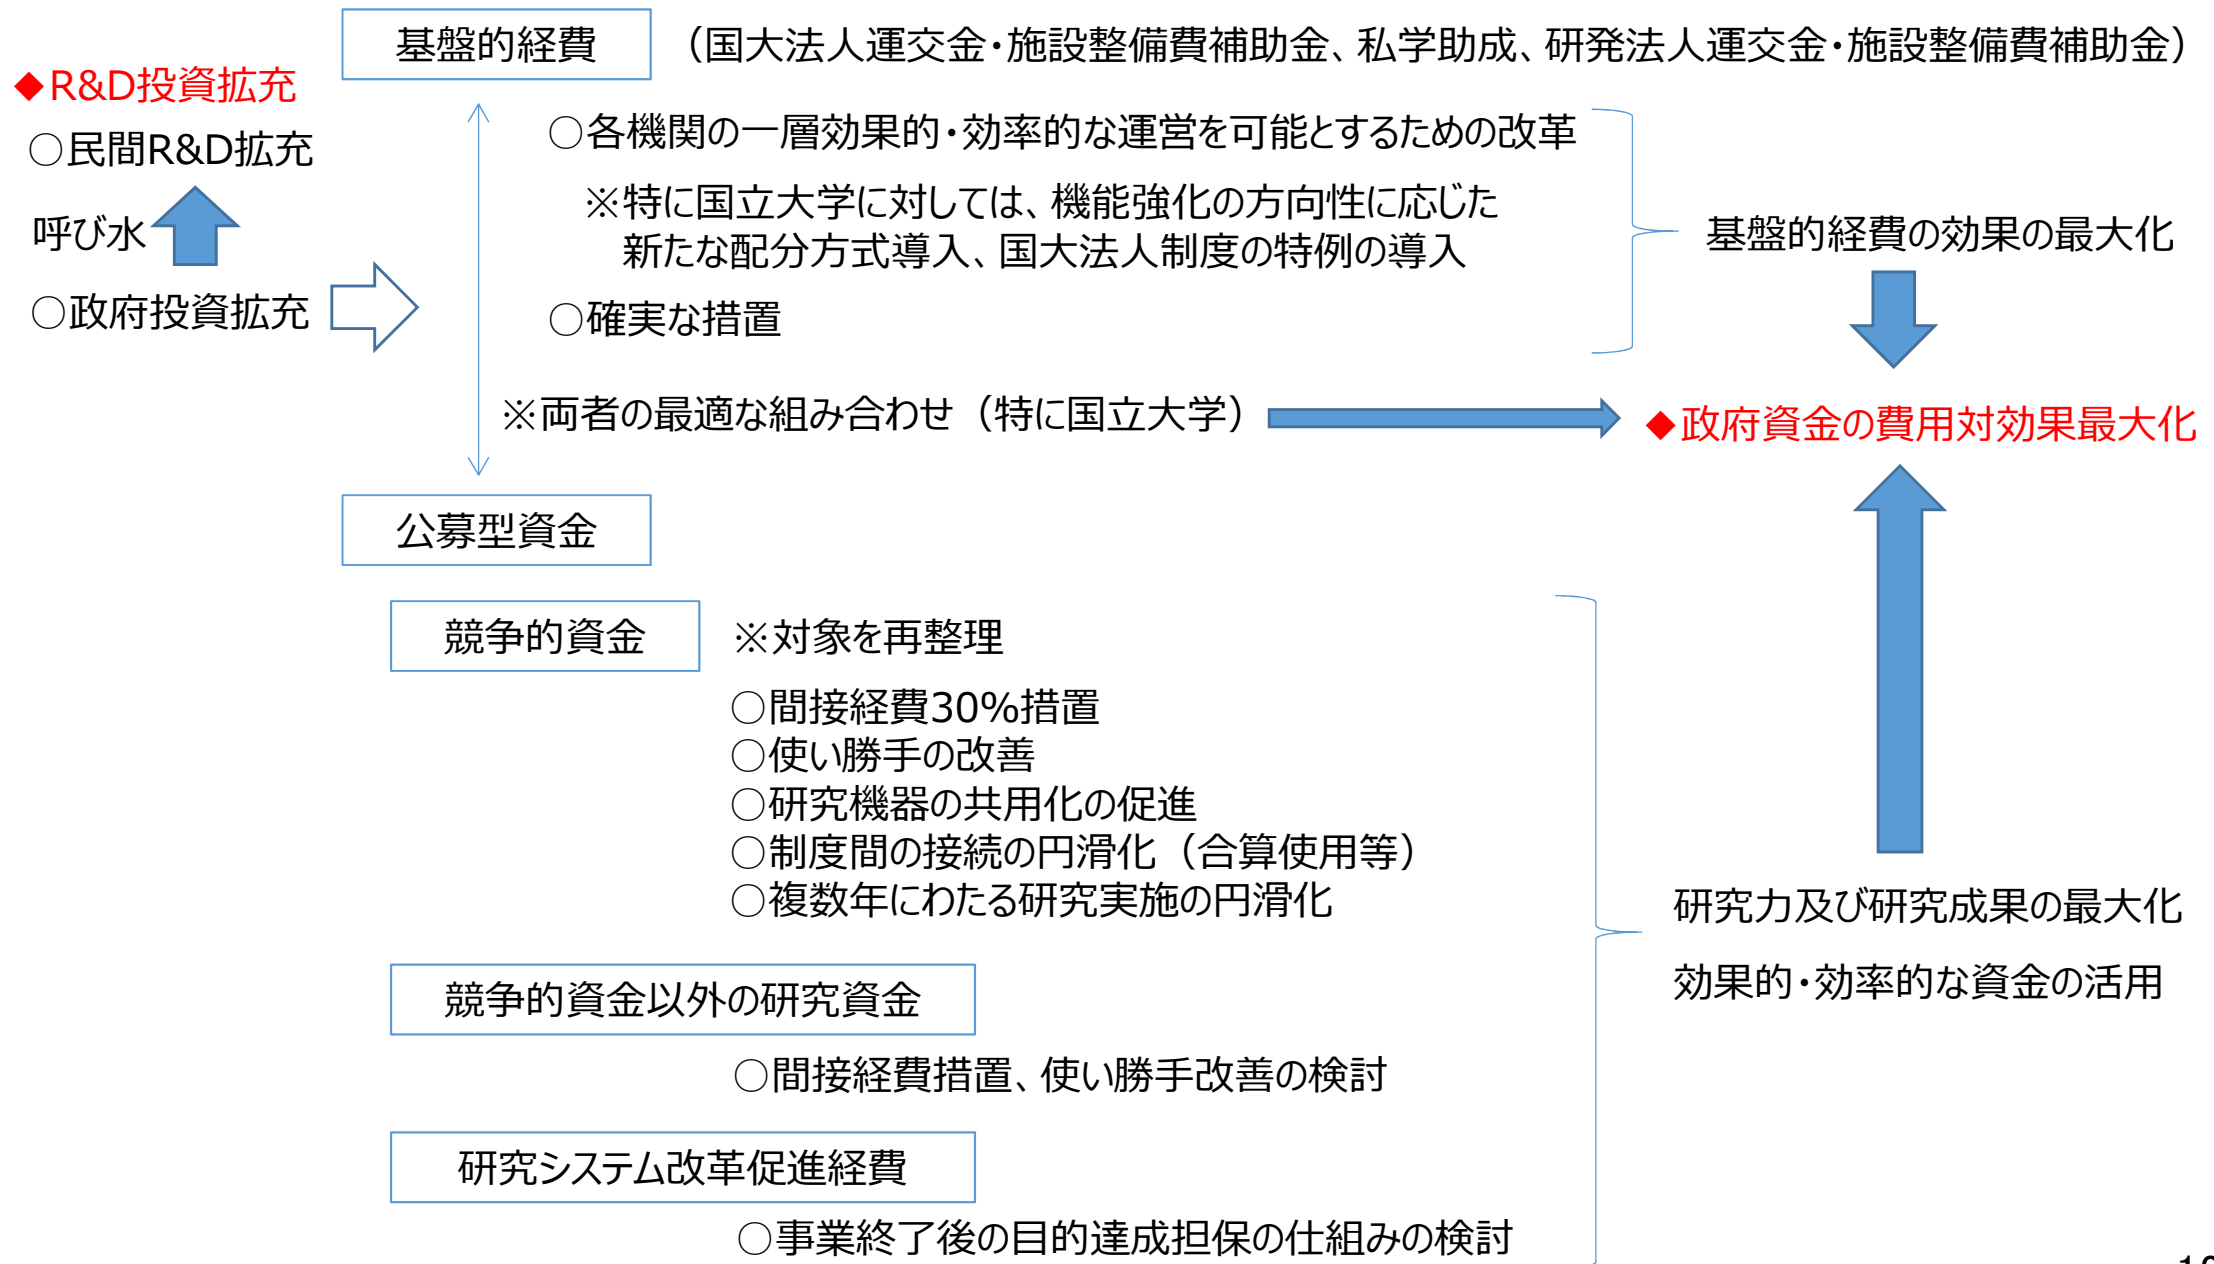 基盤的経費
（国大法人運交金・施設整備費補助金、私学助成、研発法人運交金・施設整備費補助金）
◆R&D投資拡充
○民間R&D拡充
呼び水
○政府投資拡充
○各機関の一層効果的・効率的な運営を可能とするための改革
※特に国立大学に対しては、機能強化の方向性に応じた
新たな配分方式導入、国大法人制度の特例の導入
○確実な措置
基盤的経費の効果の最大化
※両者の最適な組み合わせ（特に国立大学）
◆政府資金の費用対効果最大化
公募型資金
競争的資金
※対象を再整理
○間接経費30%措置
○使い勝手の改善
○研究機器の共用化の促進
○制度間の接続の円滑化（合算使用等）
○複数年にわたる研究実施の円滑化
研究力及び研究成果の最大化
効果的・効率的な資金の活用
競争的資金以外の研究資金
○間接経費措置、使い勝手改善の検討
研究システム改革促進経費
○事業終了後の目的達成担保の仕組みの検討